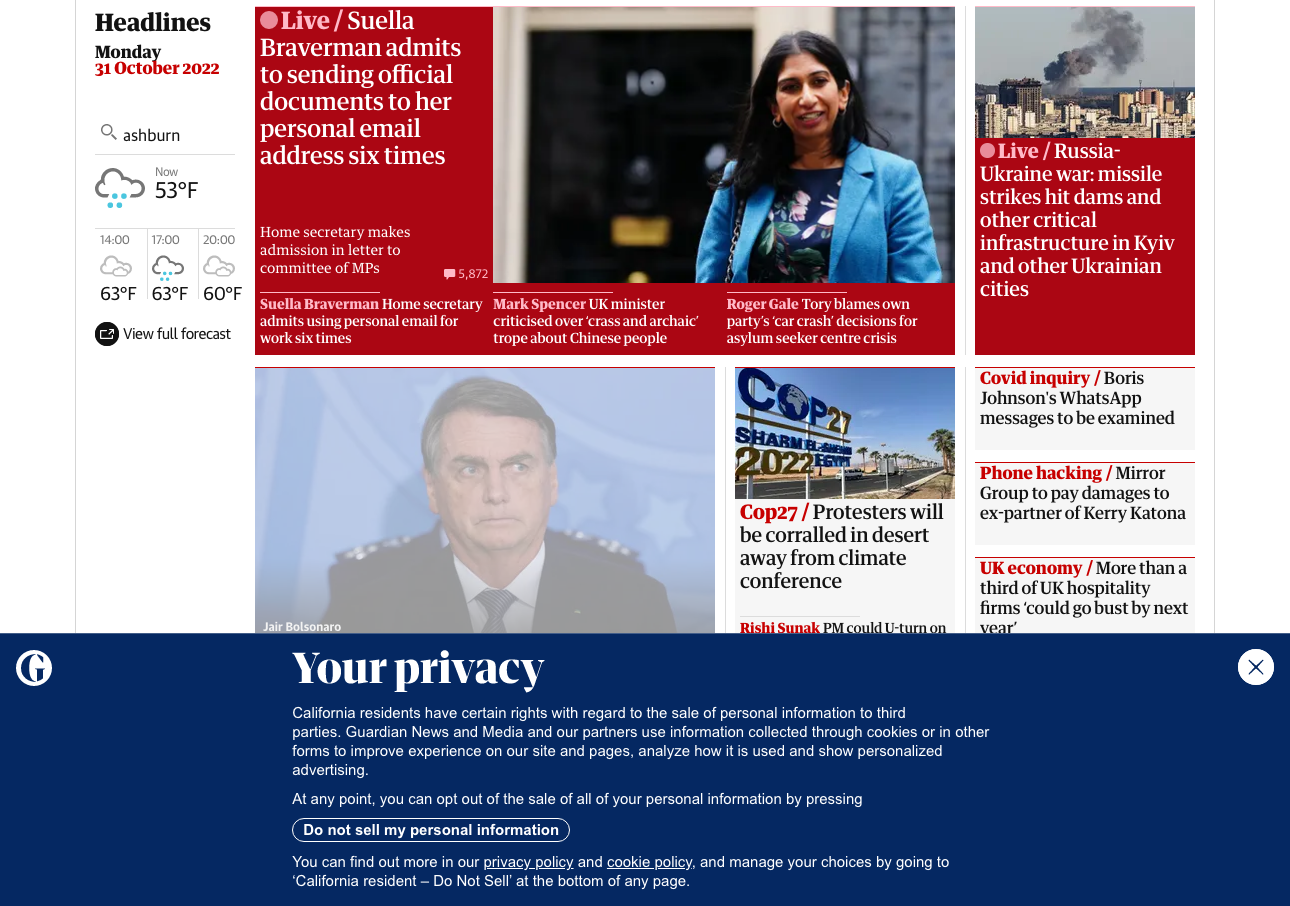 Headlines
Monday
31 October 2022
ashburn
Now
53°F
14:00
17:00
20:00
63°F
63°F
60°F
View full forecast
Live / Suella
Braverman admits
to sending official
documents to her
personal email
address six times
Home secretary makes
admission in letter to
committee of MPs
5,872
Suella Braverman Home secretary
admits using personal email for
work six times
Mark Spencer UK minister
criticised over ‘crass and archaic’
trope about Chinese people
Roger Gale Tory blames own
party’s ‘car crash’ decisions for
asylum seeker centre crisis
Live / Russia-
Ukraine war: missile
strikes hit dams and
other critical
infrastructure in Kyiv
and other Ukrainian
cities
Jair Bolsonaro
COP27
SHARM EL-SHEIKH
2022 EGYPT
Cop27 / Protesters will
be corralled in desert
away from climate
conference
Rishi Sunak PM could U-turn on
Covid inquiry / Boris
Johnson's WhatsApp
messages to be examined
Phone hacking / Mirror
Group to pay damages to
ex-partner of Kerry Katona
UK economy / More than a
third of UK hospitality
firms ‘could go bust by next
year’
Your privacy
California residents have certain rights with regard to the sale of personal information to third
parties. Guardian News and Media and our partners use information collected through cookies or in other
forms to improve experience on our site and pages, analyze how it is used and show personalized
advertising.
At any point, you can opt out of the sale of all of your personal information by pressing
Do not sell my personal information
You can find out more in our privacy policy and cookie policy, and manage your choices by going to
‘California resident – Do Not Sell’ at the bottom of any page.